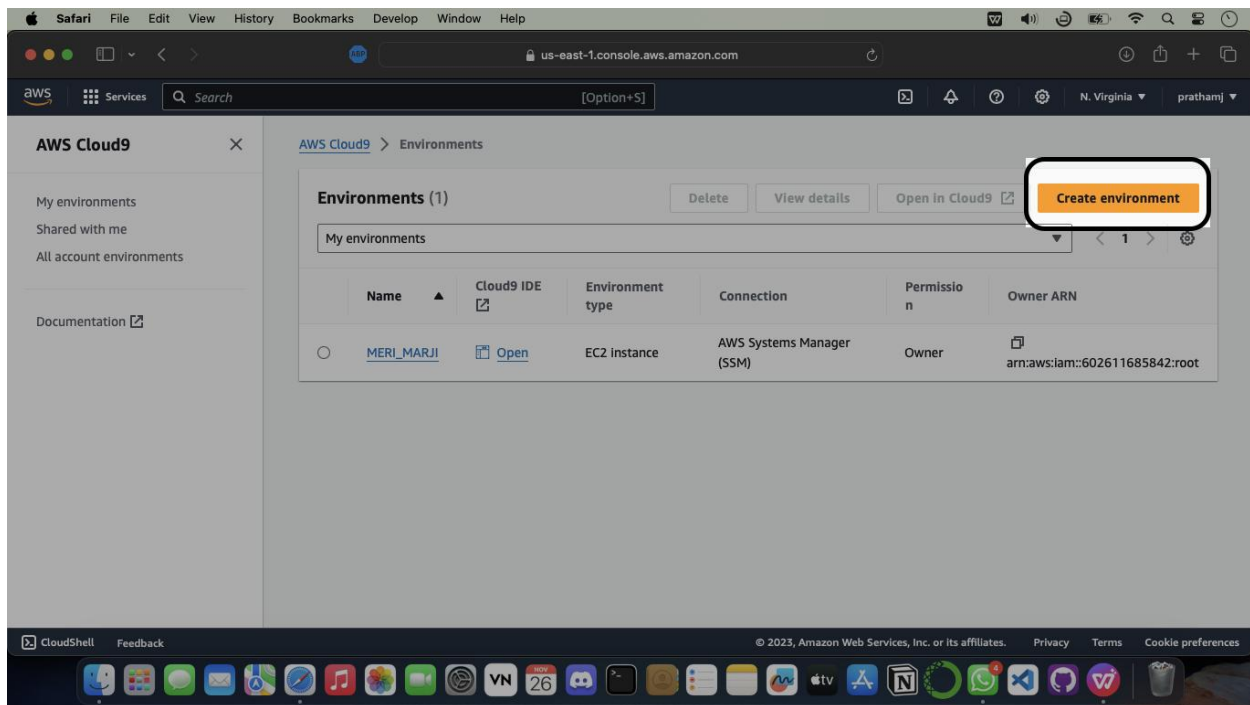 Safari File Edit View History Bookmarks Develop Window Help
ABP us-east-1.console.aws.amazon.com
aws Services Search [Option+S] N. Virginia ▼ prathamj ▼
AWS Cloud9
My environments
Shared with me
All account environments
Documentation
AWS Cloud9 > Environments
Environments (1) Delete View details Open in Cloud9 Create environment
My environments ▼ < 1 >
Name ▲ Cloud9 IDE Environment type Connection Permission Owner ARN
MERI_MARJI Open EC2 instance AWS Systems Manager (SSM) Owner arn:aws:iam::602611685842:root
CloudShell Feedback © 2023, Amazon Web Services, Inc. or its affiliates. Privacy Terms Cookie preferences
VN NOV 26 tv 4